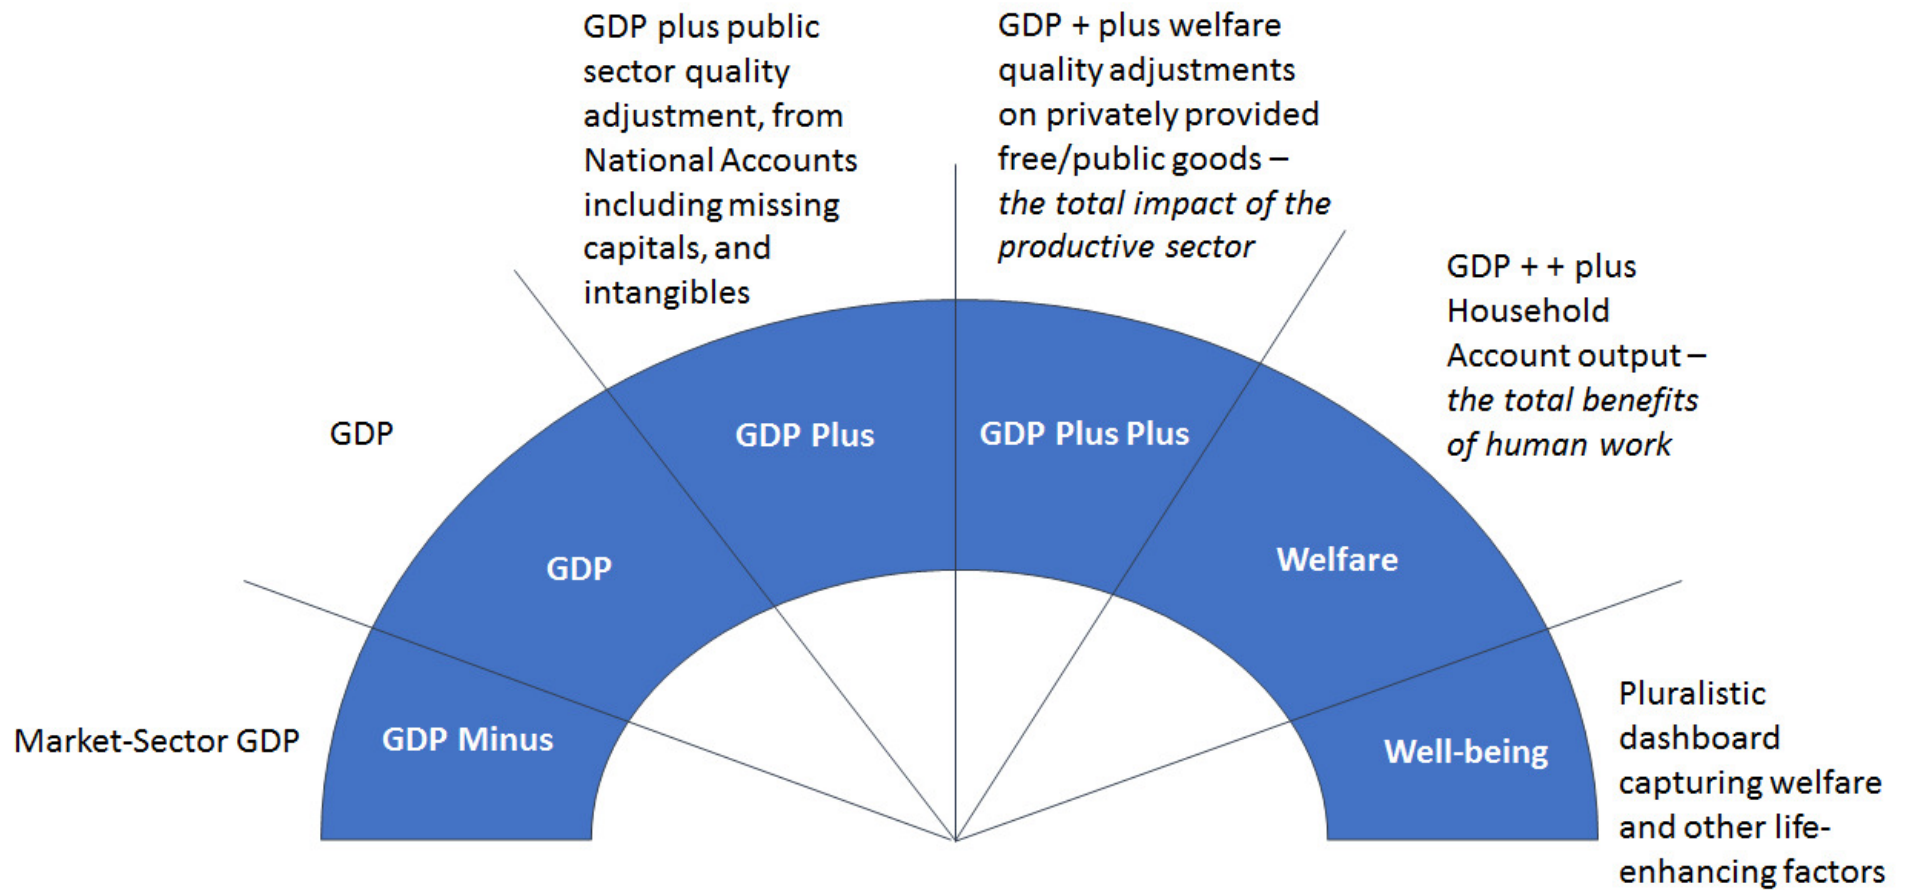 GDP plus public
sector quality
adjustment, from
National Accounts
including missing
capitals, and
intangibles
GDP + plus welfare
quality adjustments
on privately provided
free/public goods –
the total impact of the
productive sector
GDP + + plus
Household
Account output –
the total benefits
of human work
GDP
GDP Plus
GDP Plus Plus
GDP
Welfare
Market-Sector GDP
GDP Minus
Well-being
Pluralistic
dashboard
capturing welfare
and other life-
enhancing factors